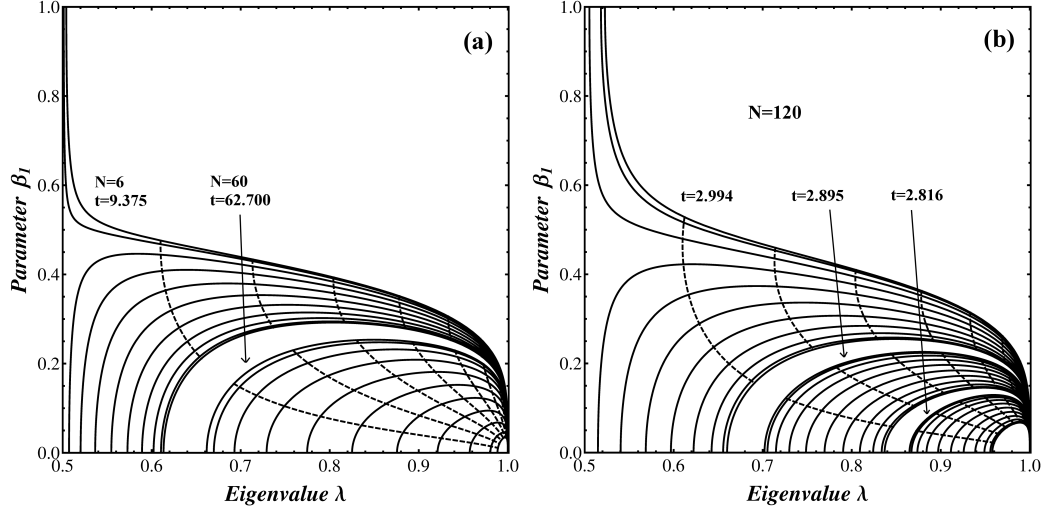 (a)
Parameter β1
1.0
0.8
0.6
0.4
0.2
0.0
N=6
t=9.375
N=60
t=62.700
0.5 0.6 0.7 0.8 0.9 1.0
Eigenvalue λ
(b)
Parameter β1
1.0
0.8
0.6
0.4
0.2
0.0
N=120
t=2.994 t=2.895 t=2.816
0.5 0.6 0.7 0.8 0.9 1.0
Eigenvalue λ